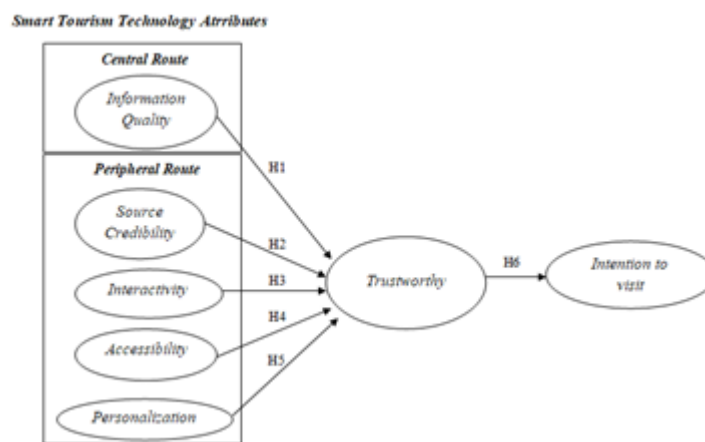 Smart Tourism Technology Atrributes
Central Route
Information
Quality
H1
Peripheral Route
Source
Credibility
H2
Interactivity
H3
Accessibility
H4
H5
Personalization
Trustworthy
H6
Intention to
visit